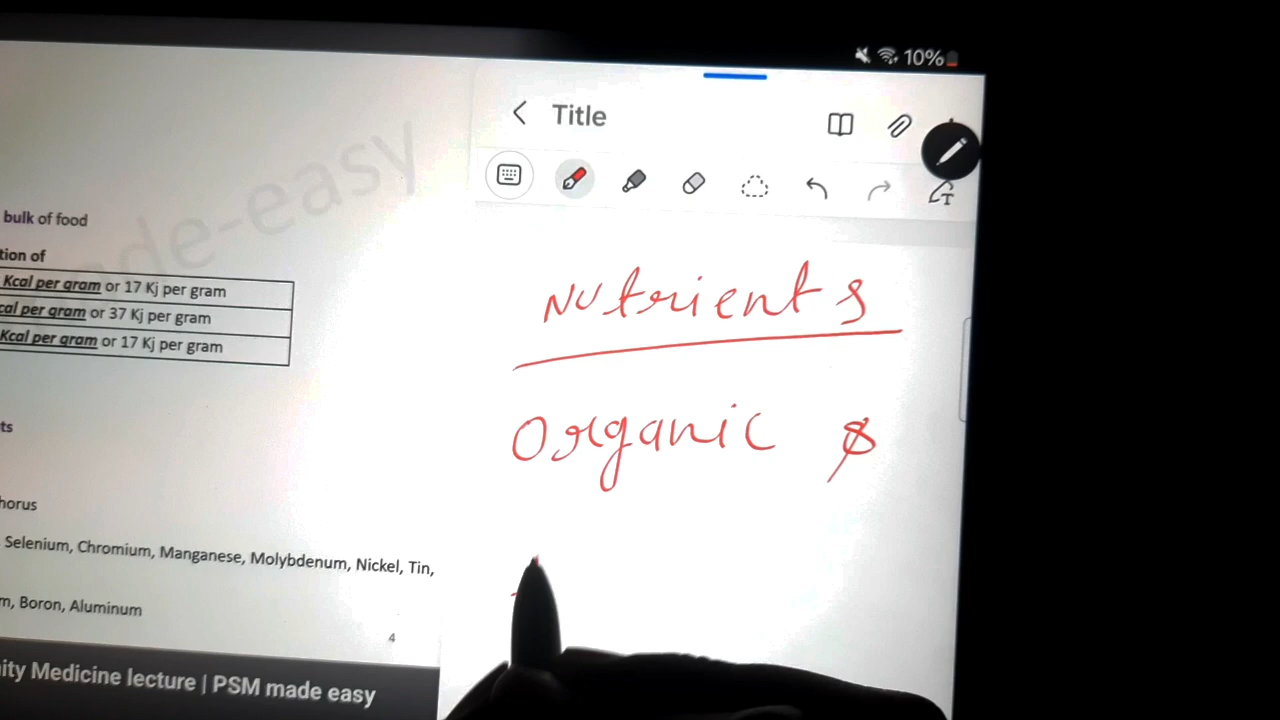 10%
Title
made-easy
bulk of food
tion of
Kcal per gram or 17 Kj per gram
cal per gram or 37 Kj per gram
Kcal per gram or 17 Kj per gram
ts
horus
Selenium, Chromium, Manganese, Molybdenum, Nickel, Tin,
m, Boron, Aluminum
4
ity Medicine lecture | PSM made easy
Nutrients
Organic &